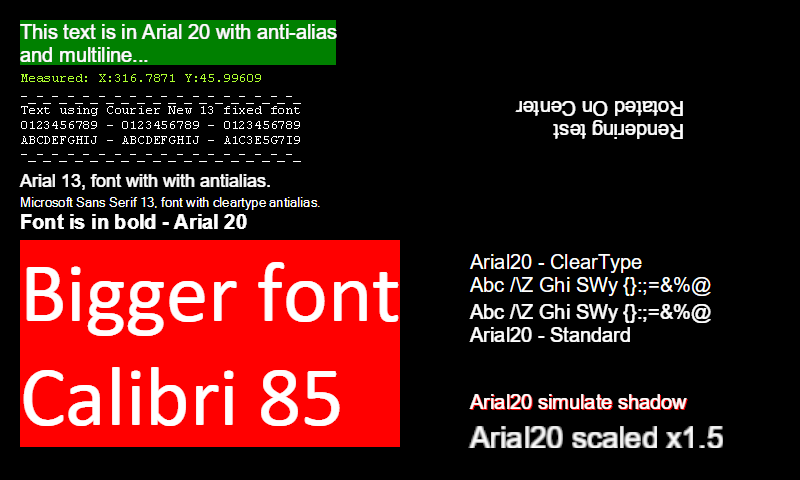 This text is in Arial 20 with anti-alias
and multiline...
Measured: X:316.7871 Y:45.99609
_-_-_-_-_-_-_-_-_-_-_-_-_-_-_-_-_-_-_
Text using Courier New 13 fixed font
0123456789 - 0123456789 - 0123456789
ABCDEFGHIJ - ABCDEFGHIJ - A1C3E5G7I9
-_-_-_-_-_-_-_-_-_-_-_-_-_-_-_-_-_-_-_
Arial 13, font with with antialias.
Microsoft Sans Serif 13, font with cleartype antialias.
Font is in bold - Arial 20
Bigger font
Calibri 85
Rendering test
Rotated On Center
Arial20 - ClearType
Abc /\Z Ghi SWy {}:;=&%@
Abc /\Z Ghi SWy {}:;=&%@
Arial20 - Standard
Arial20 simulate shadow
Arial20 scaled x1.5